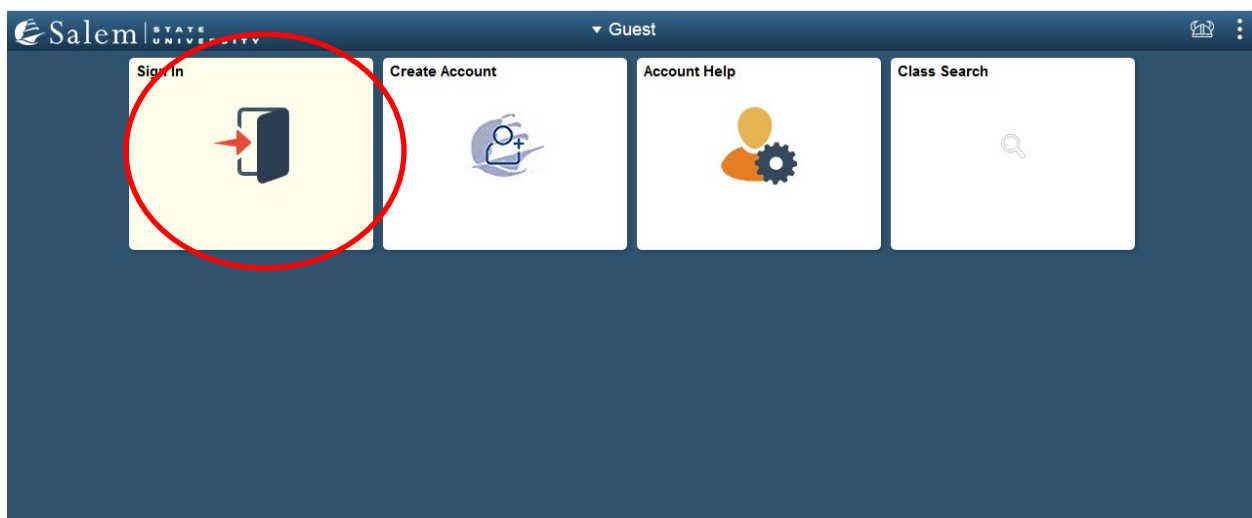 Salem STATE UNIVERSITY
Guest
Sign In
Create Account
Account Help
Class Search